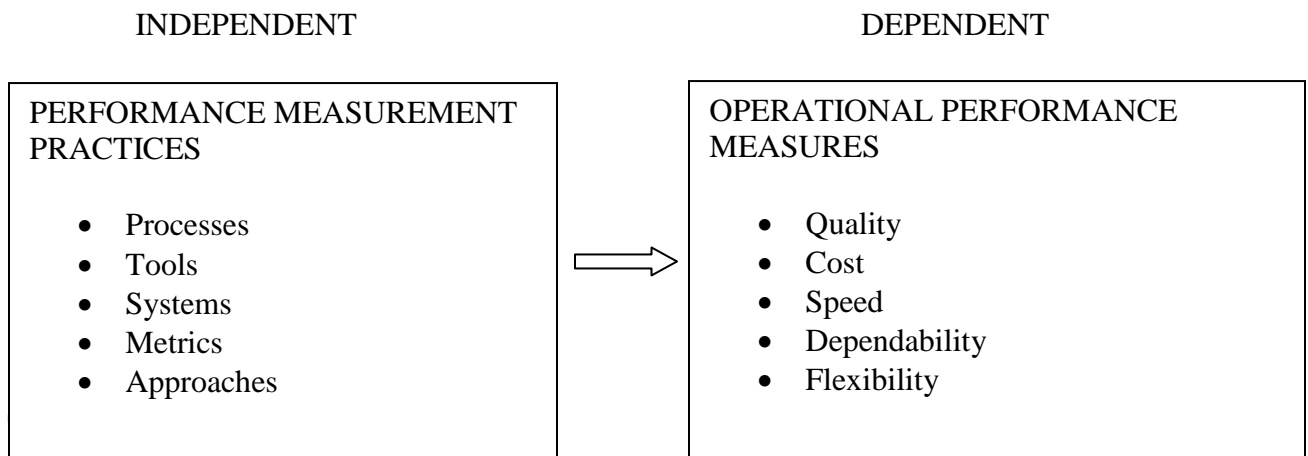 INDEPENDENT
DEPENDENT
PERFORMANCE MEASUREMENT
PRACTICES
• Processes
• Tools
• Systems
• Metrics
• Approaches
OPERATIONAL PERFORMANCE
MEASURES
• Quality
• Cost
• Speed
• Dependability
• Flexibility